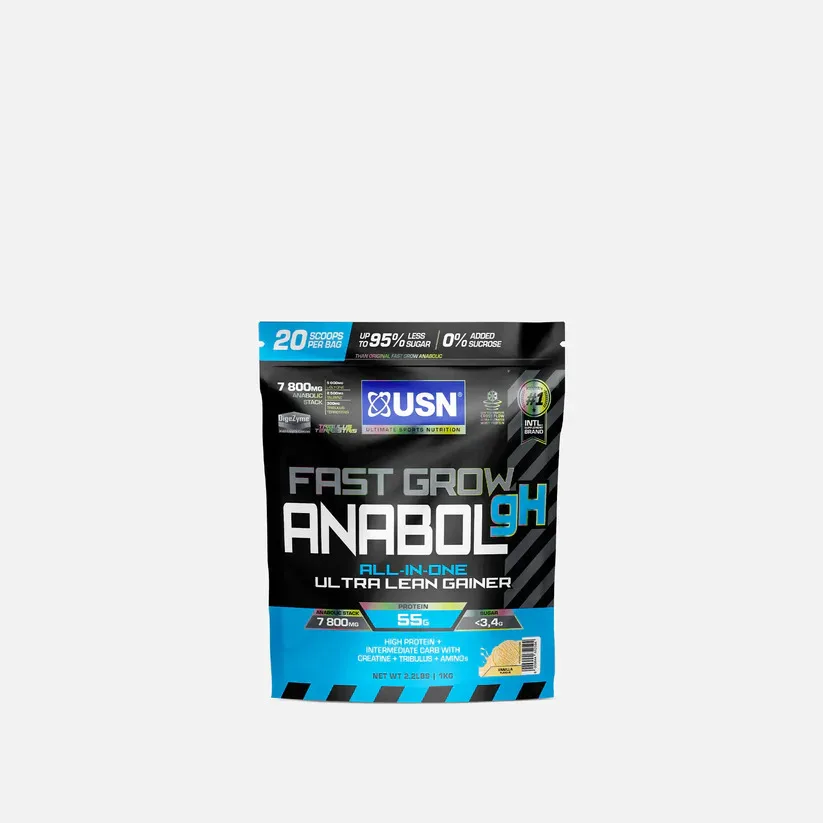 20 SCOOPS PER BAG
UP TO 95% LESS SUGAR
0% ADDED SUCROSE
THAN ORIGINAL FAST GROW ANABOLIC
7 800MG
ANABOLIC STACK
USN®
ULTIMATE SPORTS NUTRITION
DigeZyme
TRIBULUS TERRESTRIS
#1
INTL.
BRAND
FAST GROW
ANABOL gH
ALL-IN-ONE
ULTRA LEAN GAINER
ANABOLIC STACK
7 800MG
PROTEIN
55G
SUGAR
<3,4G
HIGH PROTEIN +
INTERMEDIATE CARB WITH
CREATINE + TRIBULUS + AMINOs
VANILLA
NET WT 2.2LBS | 1KG